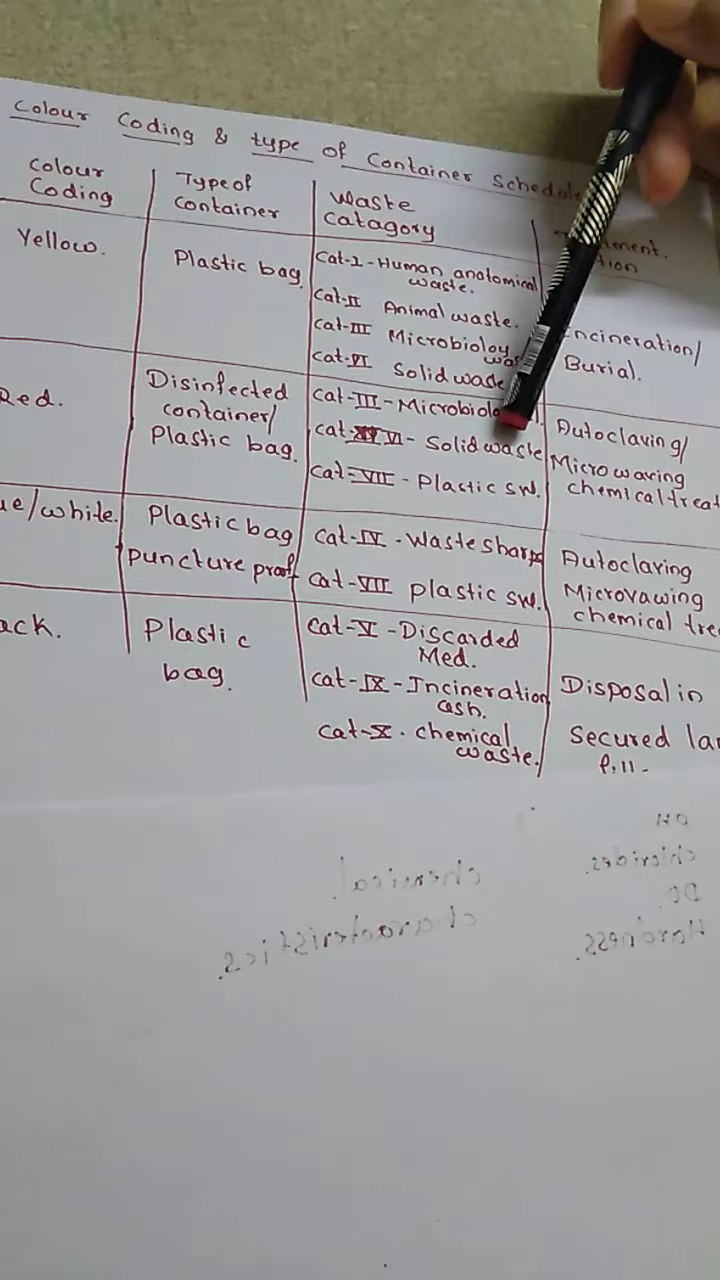 Colour Coding & type of Container Schedule
Colour
Coding
Type of
Container
Waste
Catagory
Yellow.
Plastic bag.
Cat-I-Human anatomical
waste.
Cat-II Animal waste.
Cat-III Microbioloy
Cat-VI Solid waste
Incineration/
Burial.
Red.
Disinfected
container/
Plastic bag.
Cat-III-Microbiolo
cat-VI- Solid waste
Cat-VII - Plastic sw.
Autoclaving/
Microwaving
chemical treat
ue/white.
Plastic bag
puncture proof
Cat-IV - Waste sharps
Cat-VII plastic sw.
Autoclaving
Microvawing
chemical trea
ack.
Plastic
bag.
Cat-V-Discarded
Med.
Cat-IX-Incineration
ash.
Cat-X. chemical
waste.
Disposal in
Secured lan
fill-